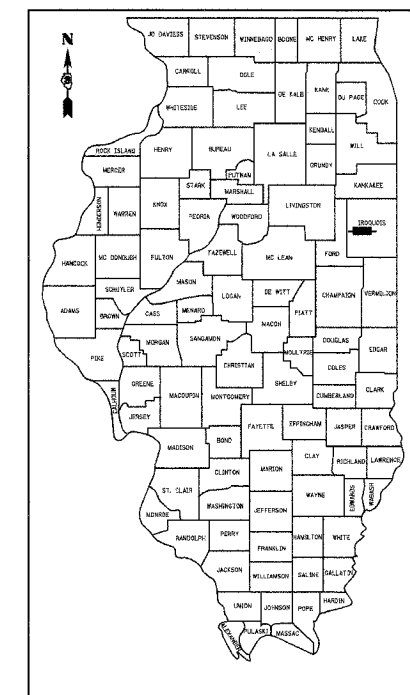 N
JO DAVIESS STEVENSON WINNEBAGO BOONE MC HENRY LAKE
CARROLL OGLE
DE KALB KANE
DU PAGE COOK
WHITESIDE LEE
KENDALL WILL
ROCK ISLAND HENRY BUREAU LA SALLE
GRUNDY
MERCER PUTNAM
STARK MARSHALL KANKAKEE
HENDERSON WARREN KNOX PEORIA WOODFORD LIVINGSTON
IROQUOIS
FORD
HANCOCK MC DONOUGH FULTON TAZEWELL MC LEAN
SCHUYLER MASON LOGAN DE WITT CHAMPAIGN VERMILION
ADAMS BROWN CASS MENARD PIATT
MACON
MORGAN SANGAMON DOUGLAS EDGAR
PIKE SCOTT CHRISTIAN MOULTRIE
COLES
SHELBY
GREENE MACOUPIN MONTGOMERY CUMBERLAND CLARK
CALHOUN JERSEY
FAYETTE EFFINGHAM JASPER CRAWFORD
BOND
MADISON CLAY
CLINTON MARION RICHLAND LAWRENCE
ST. CLAIR WAYNE EDWARDS WABASH
WASHINGTON JEFFERSON
MONROE
RANDOLPH PERRY HAMILTON WHITE
FRANKLIN
JACKSON WILLIAMSON SALINE GALLATIN
UNION JOHNSON POPE HARDIN
ALEXANDER PULASKI MASSAC